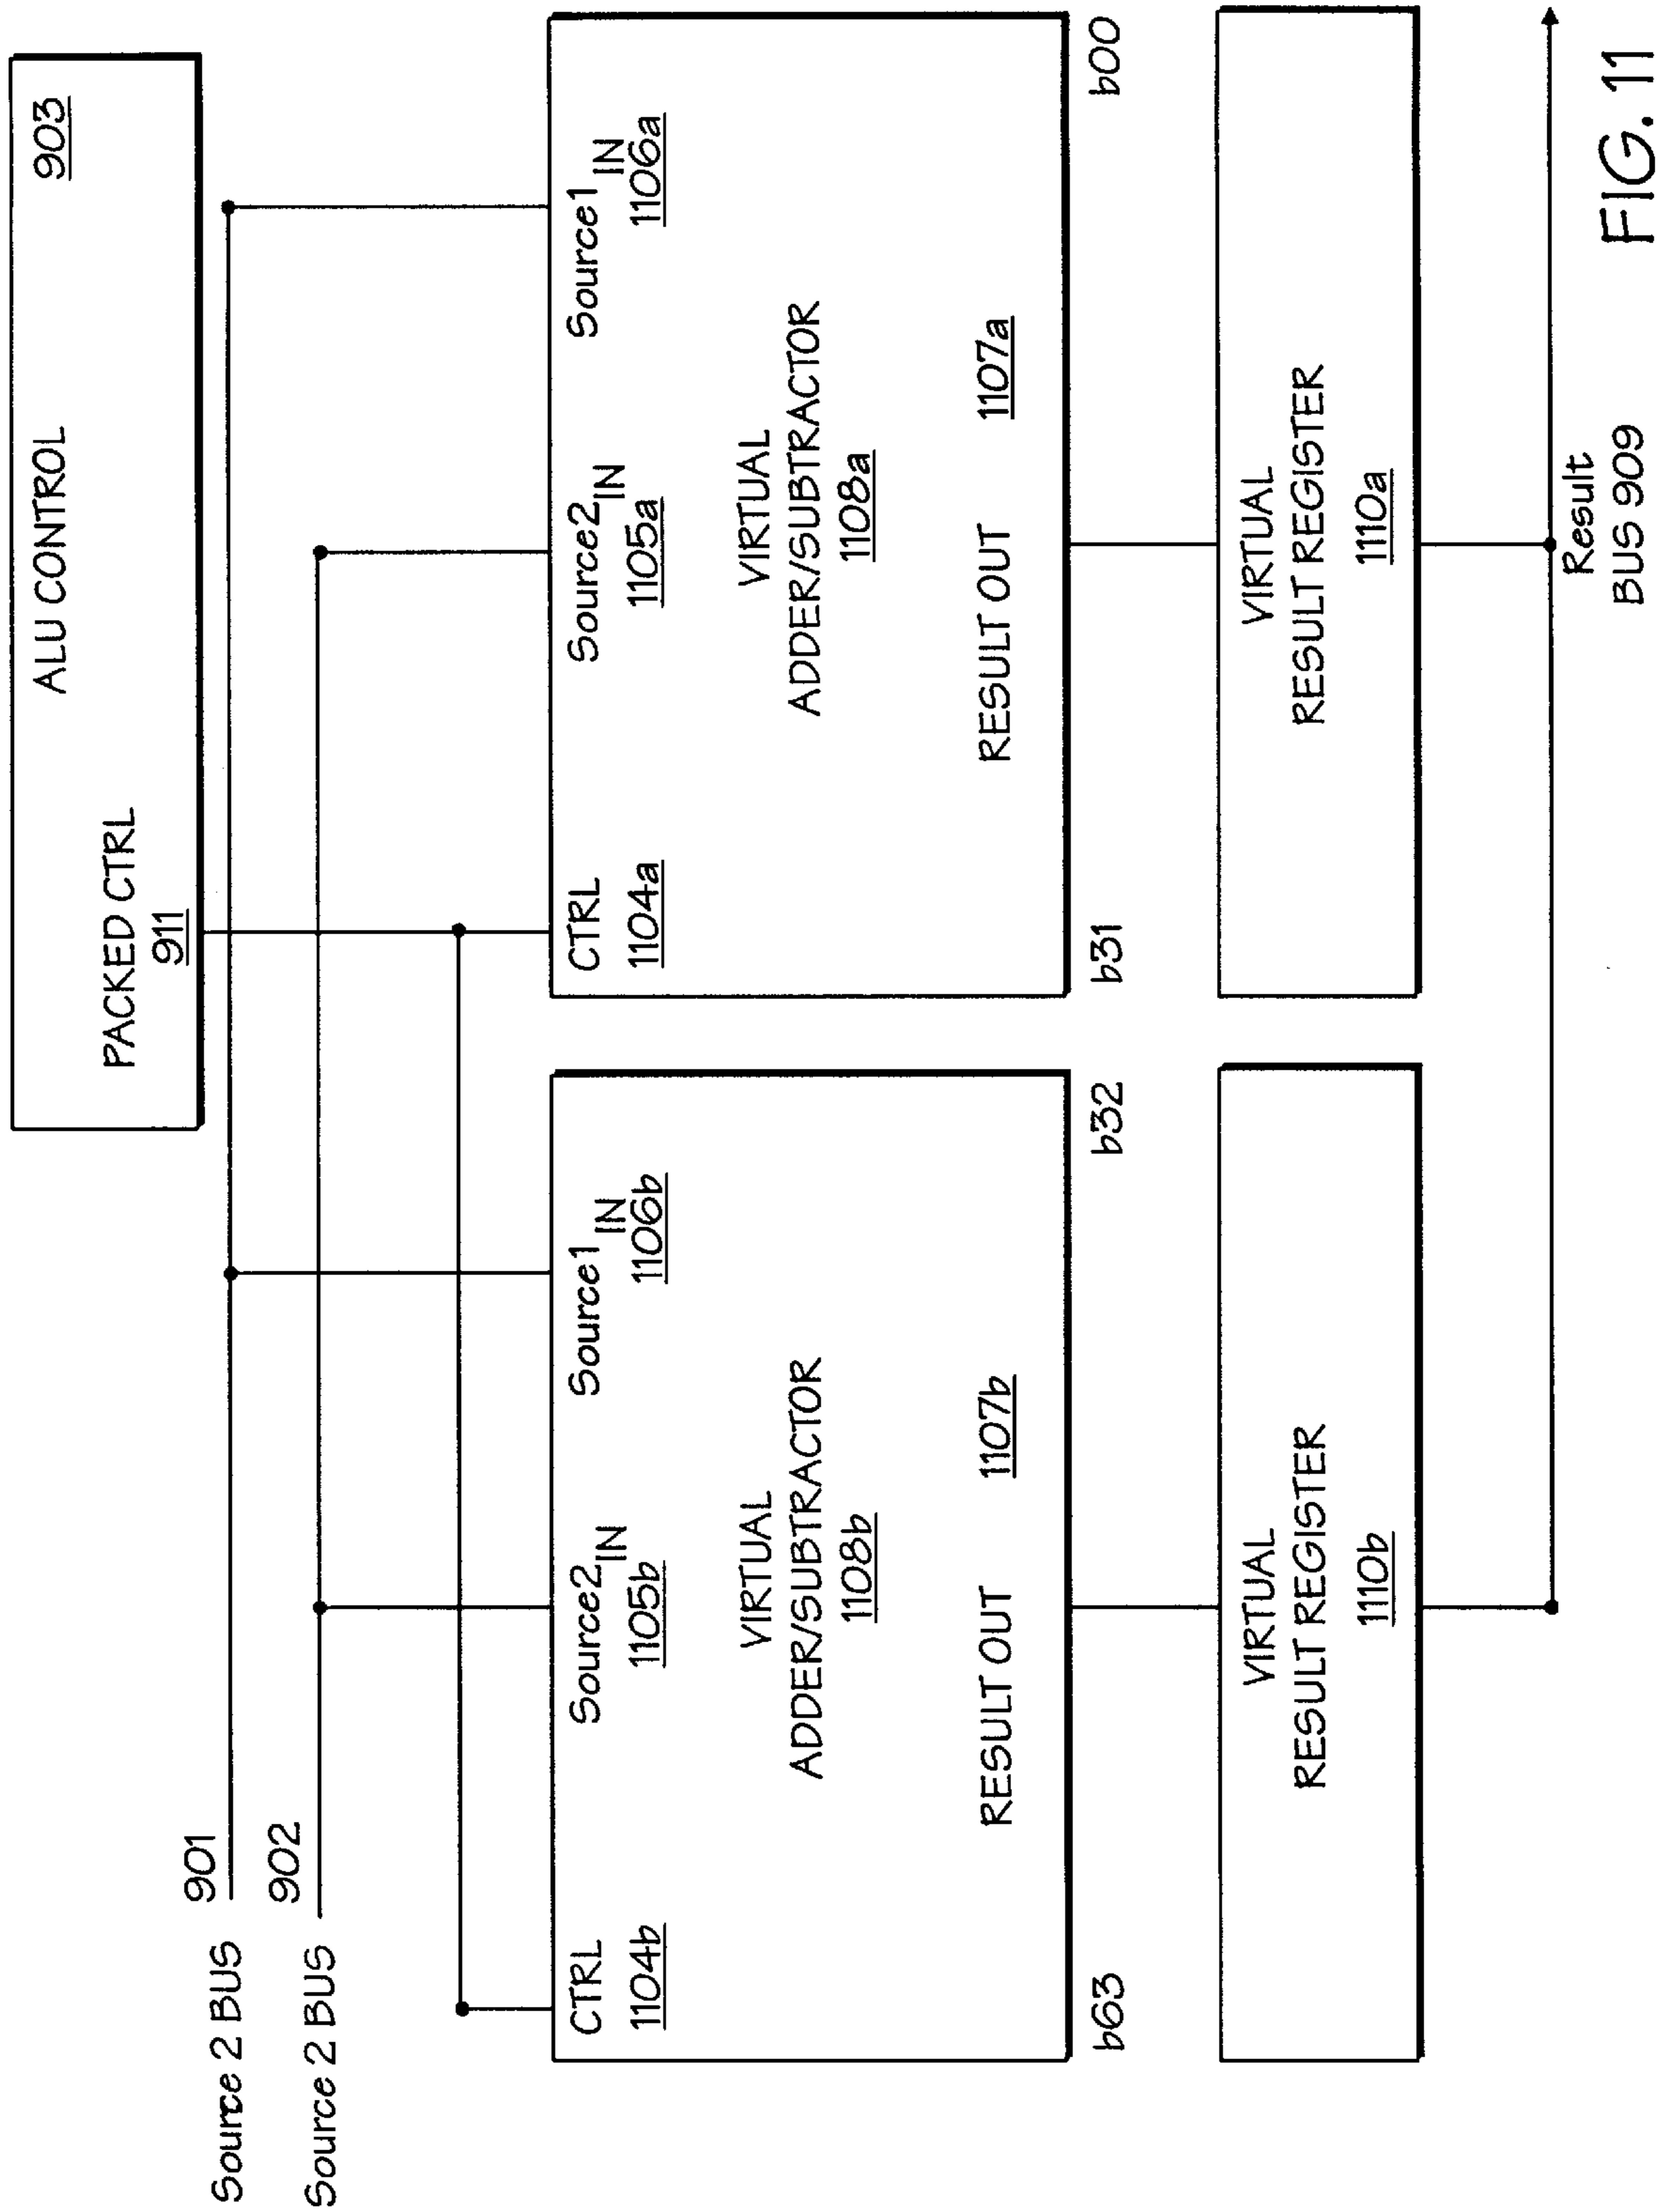 ALU CONTROL
903
PACKED CTRL
911
Source 2 BUS 901
Source 2 BUS 902
CTRL
1104b
Source2 IN
1105b
Source1 IN
1106b
VIRTUAL
ADDER/SUBTRACTOR
1108b
RESULT OUT 1107b
b63
b32
CTRL
1104a
Source2 IN
1105a
Source1 IN
1106a
VIRTUAL
ADDER/SUBTRACTOR
1108a
RESULT OUT 1107a
b31
b00
VIRTUAL
RESULT REGISTER
1110b
VIRTUAL
RESULT REGISTER
1110a
Result
BUS 909
FIG. 11